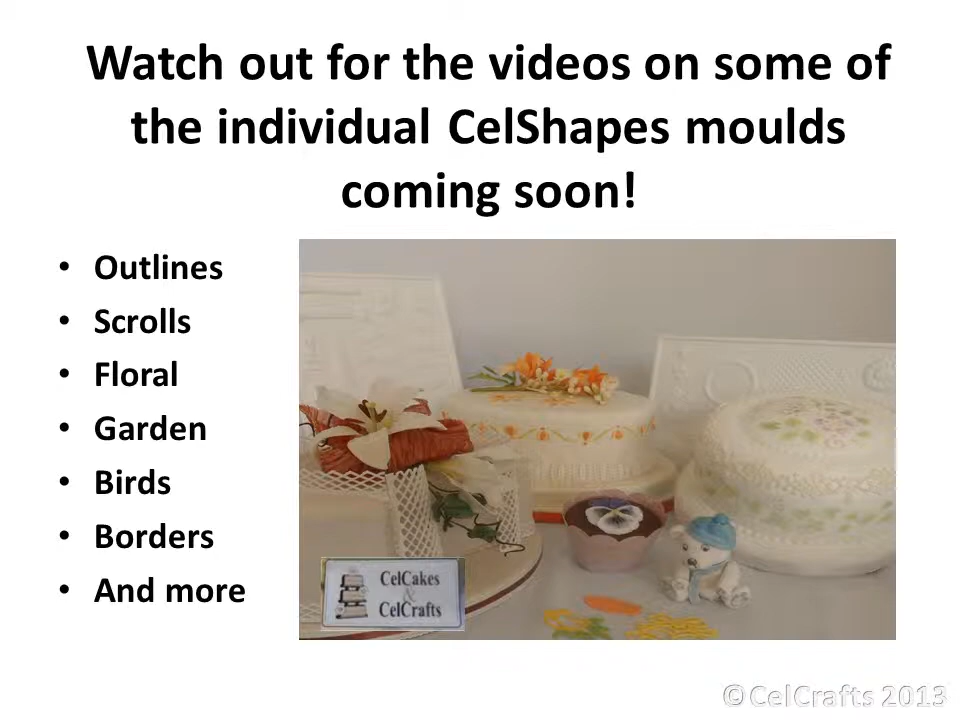 Watch out for the videos on some of
the individual CelShapes moulds
coming soon!
• Outlines
• Scrolls
• Floral
• Garden
• Birds
• Borders
• And more
CelCakes
&
CelCrafts
©CelCrafts 2013